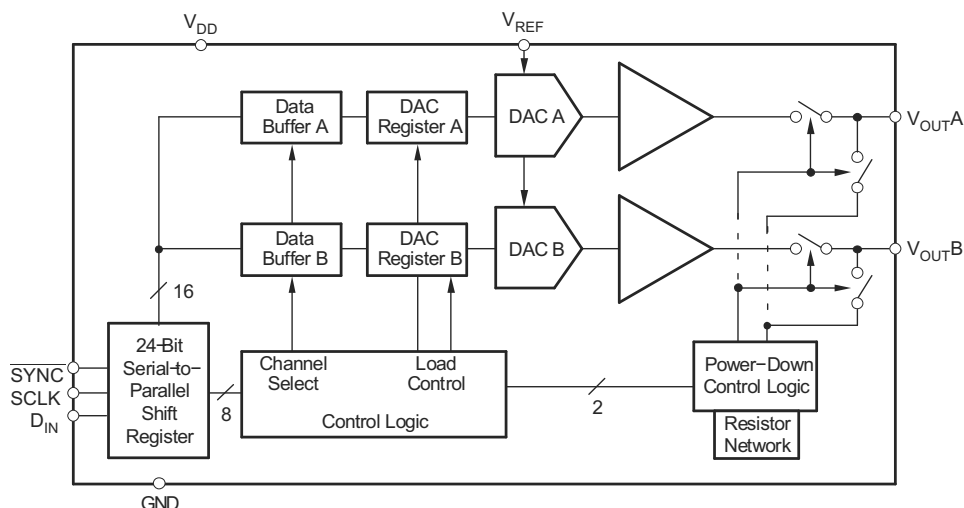 V_DD
V_REF
Data
Buffer A
DAC
Register A
DAC A
V_OUTA
Data
Buffer B
DAC
Register B
DAC B
V_OUTB
16
24-Bit
Serial-to-
Parallel
Shift
Register
SYNC
SCLK
D_IN
8
Channel
Select
Load
Control
Control Logic
2
Power-Down
Control Logic
Resistor
Network
GND